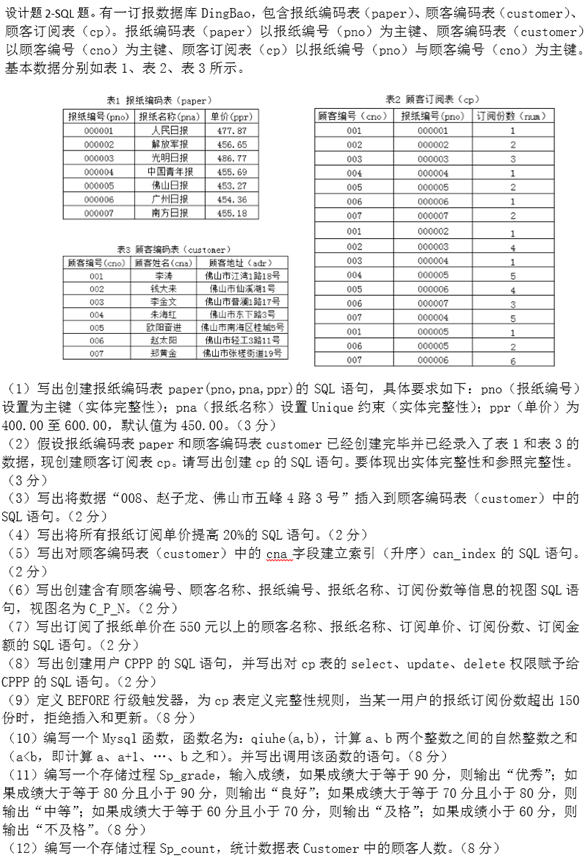 设计题 2-SQL 题。有一订报数据库 DingBao，包含报纸编码表（paper）、顾客编码表（customer）、
顾客订阅表（cp）。报纸编码表（paper）以报纸编号（pno）为主键、顾客编码表（customer）
以顾客编号（cno）为主键、顾客订阅表（cp）以报纸编号（pno）与顾客编号（cno）为主键。
基本数据分别如表 1、表 2、表 3 所示。
表1 报纸编码表（paper）
报纸编号(pno) 报纸名称(pna) 单价(ppr)
000001 人民日报 477.87
000002 解放军报 456.65
000003 光明日报 486.77
000004 中国青年报 455.69
000005 佛山日报 453.27
000006 广州日报 454.36
000007 南方日报 455.18
表3 顾客编码表（customer）
顾客编号(cno) 顾客姓名(cna) 顾客地址（adr）
001 李涛 佛山市江湾1路18号
002 钱大来 佛山市仙溪湖1号
003 李金文 佛山市普澜1路17号
004 朱海红 佛山市东下路3号
005 欧阳奋进 佛山市南海区桂城5号
006 赵太阳 佛山市轻工3路11号
007 郑黄金 佛山市张槎街道19号
表2 顾客订阅表（cp）
顾客编号（cno） 报纸编号(pno) 订阅份数（num）
001 000001 1
002 000002 2
003 000003 3
004 000004 1
005 000005 2
006 000006 1
007 000007 2
001 000002 1
002 000003 4
003 000004 1
004 000005 5
005 000006 4
006 000007 3
007 000004 5
005 000001 1
002 000005 2
007 000006 6
（1）写出创建报纸编码表 paper(pno,pna,ppr)的 SQL 语句，具体要求如下：pno（报纸编号）
设置为主键（实体完整性）；pna（报纸名称）设置 Unique 约束（实体完整性）；ppr（单价）为
400.00 至 600.00，默认值为 450.00。（3 分）
（2）假设报纸编码表 paper 和顾客编码表 customer 已经创建完毕并已经录入了表 1 和表 3 的
数据，现创建顾客订阅表 cp。请写出创建 cp 的 SQL 语句。要体现出实体完整性和参照完整性。
（3 分）
（3）写出将数据“008、赵子龙、佛山市五峰 4 路 3 号”插入到顾客编码表（customer）中的
SQL 语句。（2 分）
（4）写出将所有报纸订阅单价提高 20%的 SQL 语句。（2 分）
（5）写出对顾客编码表（customer）中的 cna 字段建立索引（升序）can_index 的 SQL 语句。
（2 分）
（6）写出创建含有顾客编号、顾客名称、报纸编号、报纸名称、订阅份数等信息的视图 SQL 语
句，视图名为 C_P_N。（2 分）
（7）写出订阅了报纸单价在 550 元以上的顾客名称、报纸名称、订阅单价、订阅份数、订阅金
额的 SQL 语句。（2 分）
（8）写出创建用户 CPPP 的 SQL 语句，并写出对 cp 表的 select、update、delete 权限赋予给
CPPP 的 SQL 语句。（2 分）
（9）定义 BEFORE 行级触发器，为 cp 表定义完整性规则，当某一用户的报纸订阅份数超出 150
份时，拒绝插入和更新。（8 分）
（10）编写一个 Mysql 函数，函数名为：qiuhe(a,b)，计算 a、b 两个整数之间的自然整数之和
（a<b，即计算 a、a+1、…、b 之和）。并写出调用该函数的语句。（8 分）
（11）编写一个存储过程 Sp_grade，输入成绩，如果成绩大于等于 90 分，则输出“优秀”；如
果成绩大于等于 80 分且小于 90 分，则输出“良好”；如果成绩大于等于 70 分且小于 80 分，则
输出“中等”；如果成绩大于等于 60 分且小于 70 分，则输出“及格”；如果成绩小于 60 分，则
输出“不及格”。（8 分）
（12）编写一个存储过程 Sp_count，统计数据表 Customer 中的顾客人数。（8 分）